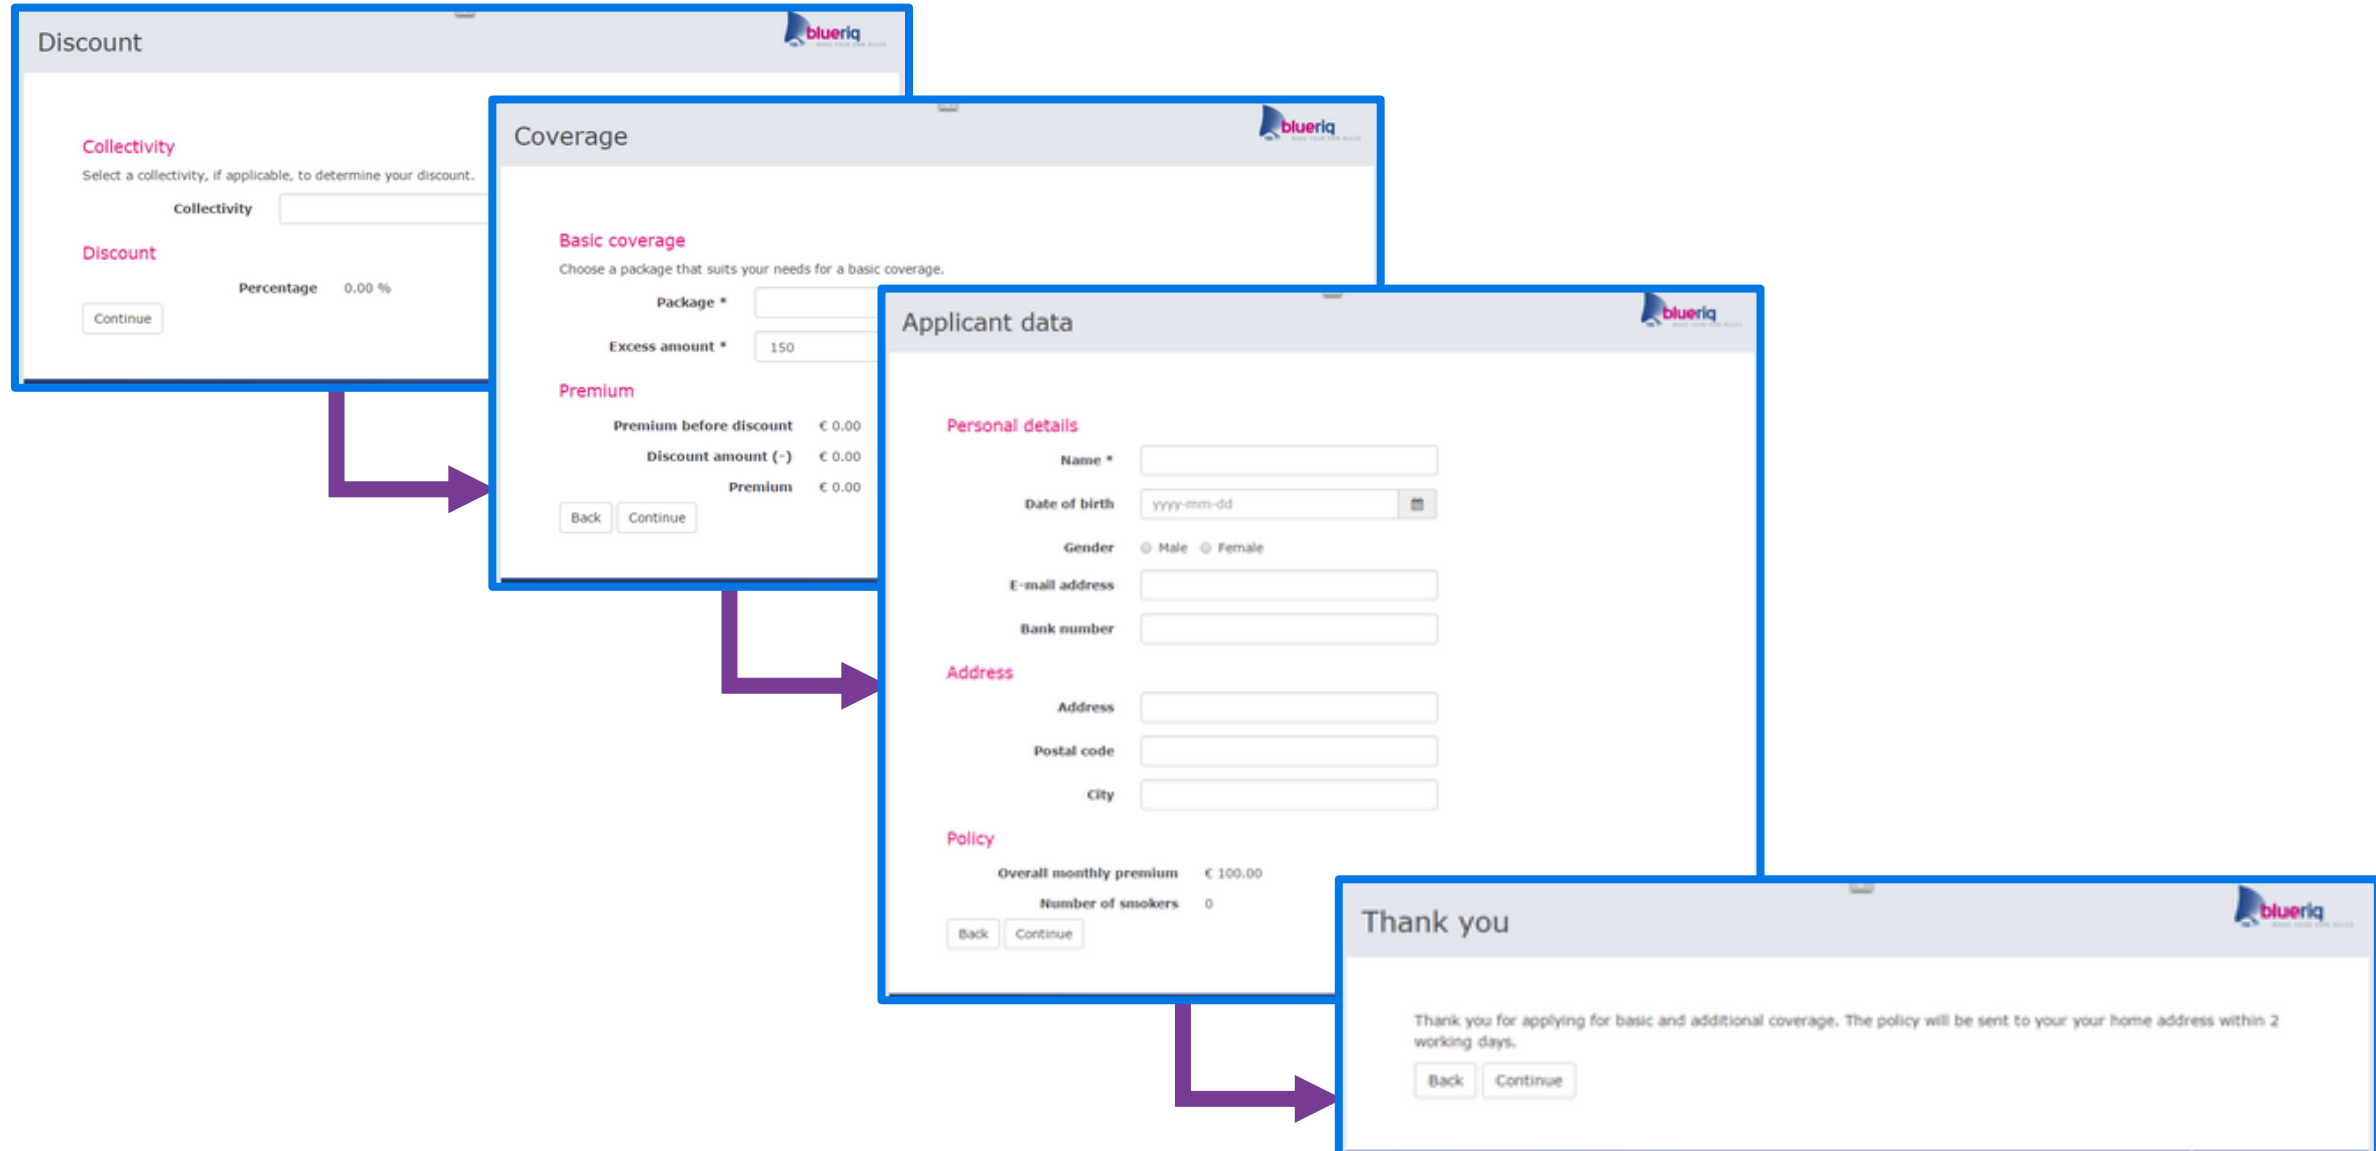 Discount
blueriq
Collectivity
Select a collectivity, if applicable, to determine your discount.
Collectivity
Discount
Percentage 0.00 %
Continue
Coverage
blueriq
Basic coverage
Choose a package that suits your needs for a basic coverage.
Package *
Excess amount * 150
Premium
Premium before discount € 0.00
Discount amount (-) € 0.00
Premium € 0.00
Back Continue
Applicant data
blueriq
Personal details
Name *
Date of birth yyyy-mm-dd
Gender Male Female
E-mail address
Bank number
Address
Address
Postal code
City
Policy
Overall monthly premium € 100.00
Number of smokers 0
Back Continue
Thank you
blueriq
Thank you for applying for basic and additional coverage. The policy will be sent to your your home address within 2
working days.
Back Continue